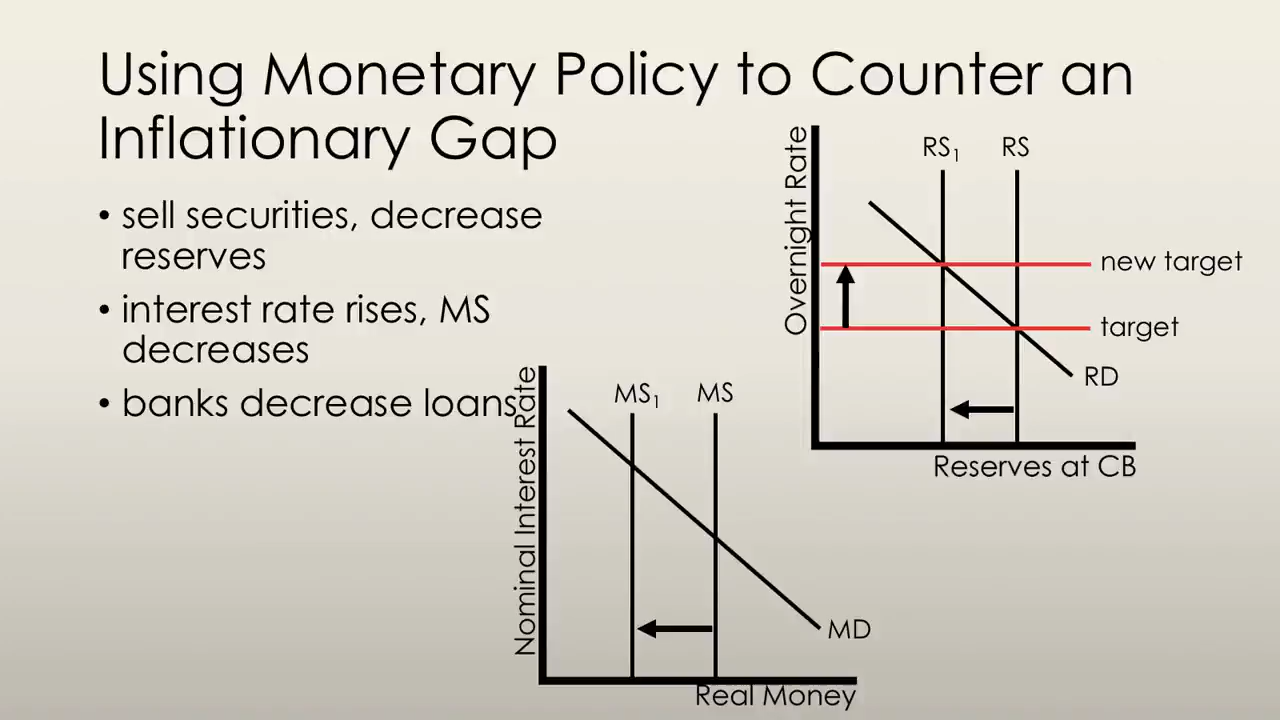 Using Monetary Policy to Counter an
Inflationary Gap
• sell securities, decrease
reserves
• interest rate rises, MS
decreases
• banks decrease loans
Overnight Rate
RS₁ RS
new target
target
RD
Reserves at CB
Nominal Interest Rate
MS₁ MS
MD
Real Money